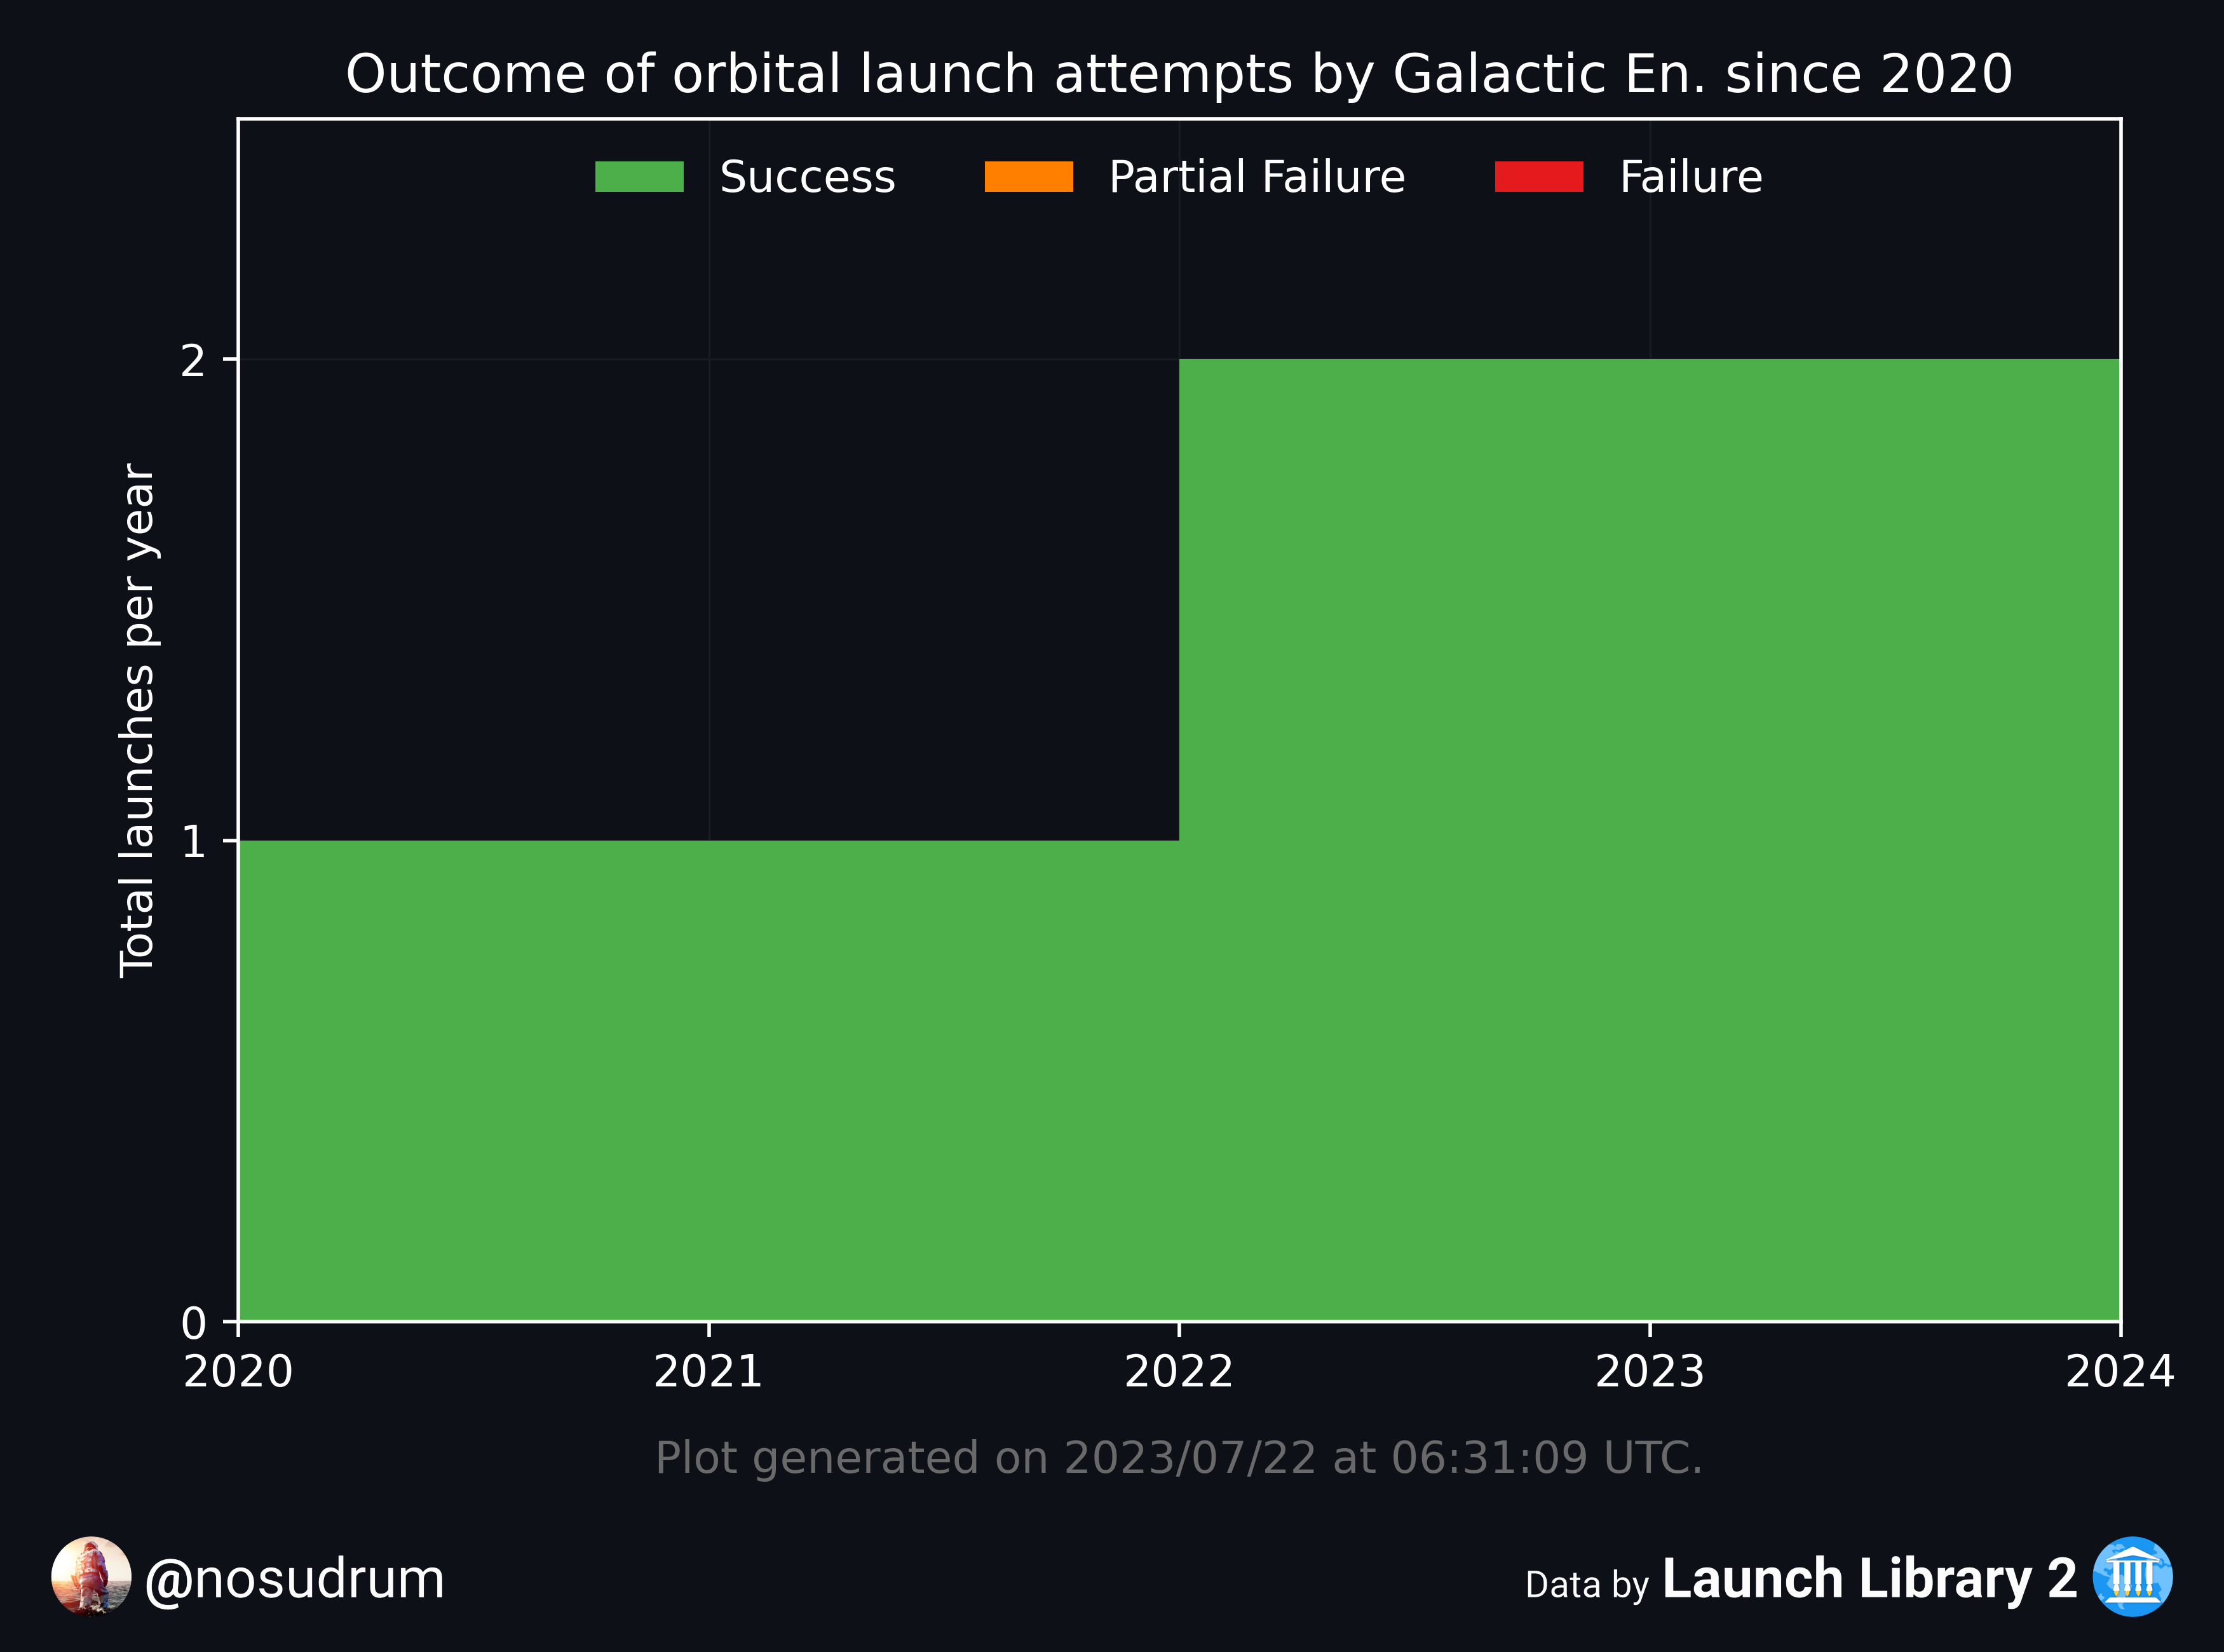 Outcome of orbital launch attempts by Galactic En. since 2020
Success Partial Failure Failure
Total launches per year
2
1
0
2020 2021 2022 2023 2024
Plot generated on 2023/07/22 at 06:31:09 UTC.
@nosudrum
Data by Launch Library 2